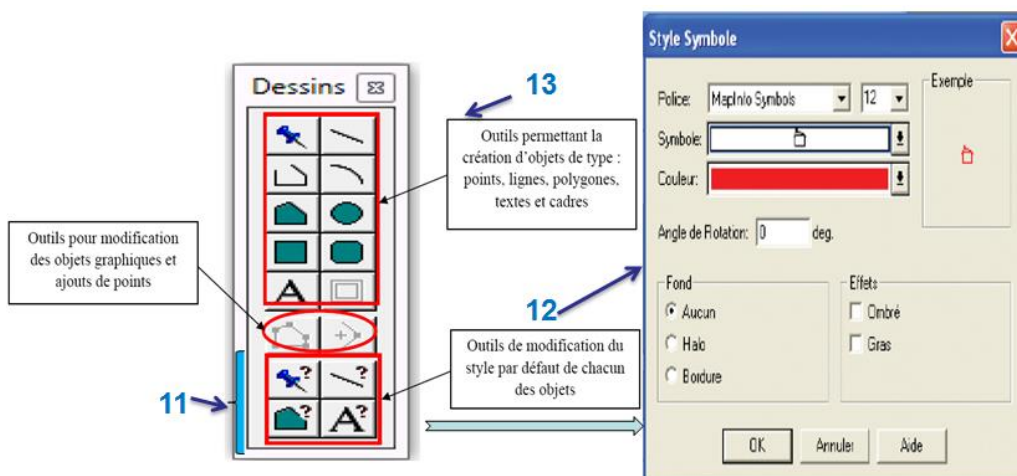 Style Symbole
Exemple
Police:
MapInfo Symbols
12
Symbole:
Couleur:
Angle de Rotation:
0
deg.
Fond
Aucun
Halo
Bordure
Effets
Ombré
Gras
OK
Annuler
Aide
Dessins
A
? ?
? A?
13
Outils permettant la
création d'objets de type :
points, lignes, polygones,
textes et cadres
Outils pour modification
des objets graphiques et
ajouts de points
12
Outils de modification du
style par défaut de chacun
des objets
11